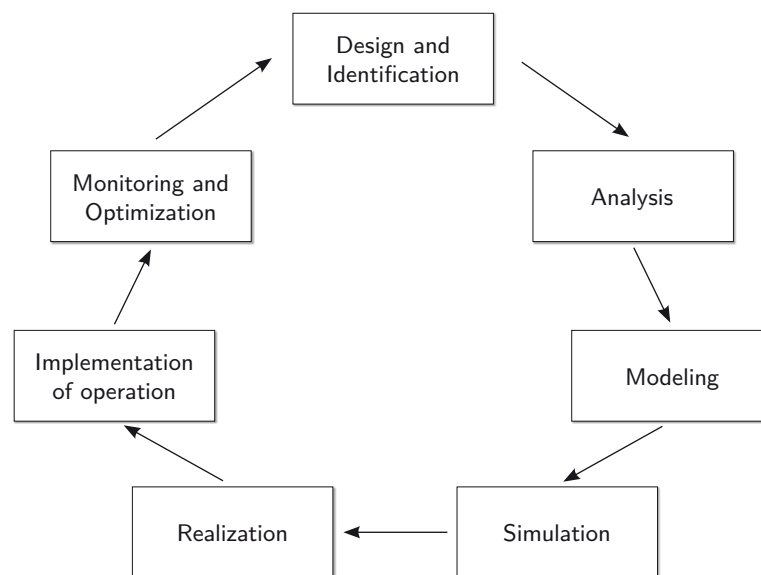 Design and
Identification
Monitoring and
Optimization
Analysis
Implementation
of operation
Modeling
Realization
Simulation